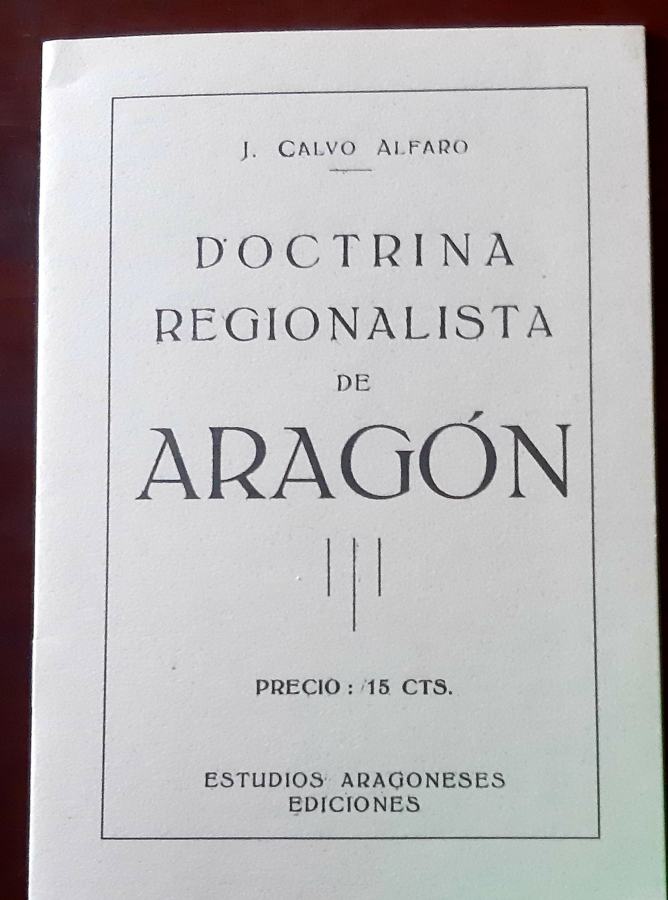 J. CALVO ALFARO
DOCTRINA
REGIONALISTA
DE
ARAGÓN
PRECIO: 15 CTS.
ESTUDIOS ARAGONESES
EDICIONES